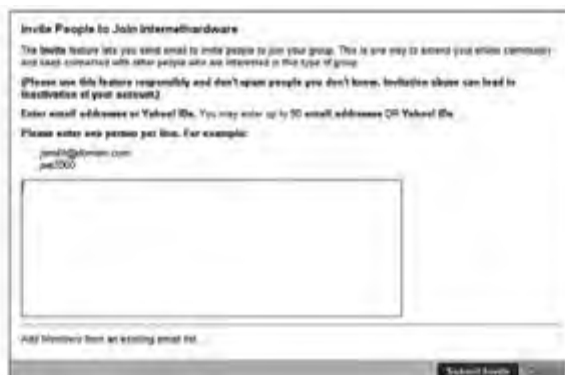 Invite People to Join Internethardware
The Invite feature lets you send email to invite people to join your group. This is one way to extend your online community
and keep connected with other people who are interested in this type of group.
(Please use this feature responsibly and don't spam people you don't know. Invitation abuse can lead to
inactivation of your account.)
Enter email addresses or Yahoo! IDs. You may enter up to 50 email addresses OR Yahoo! IDs
Please enter one person per line. For example:
Add Members from an existing email list
Submit Invite